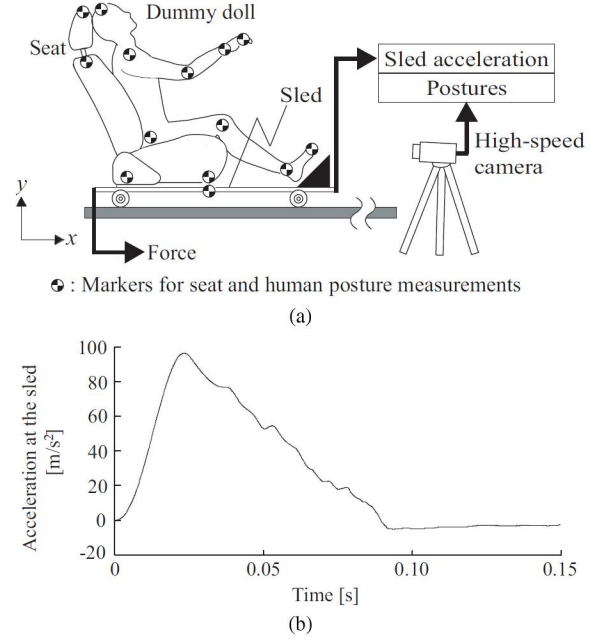 Dummy doll
Seat
Sled
Sled acceleration
Postures
High-speed
camera
y
x
Force
: Markers for seat and human posture measurements
(a)
Acceleration at the sled
[m/s²]
100
80
60
40
20
0
-20
0
0.05
0.10
0.15
Time [s]
(b)